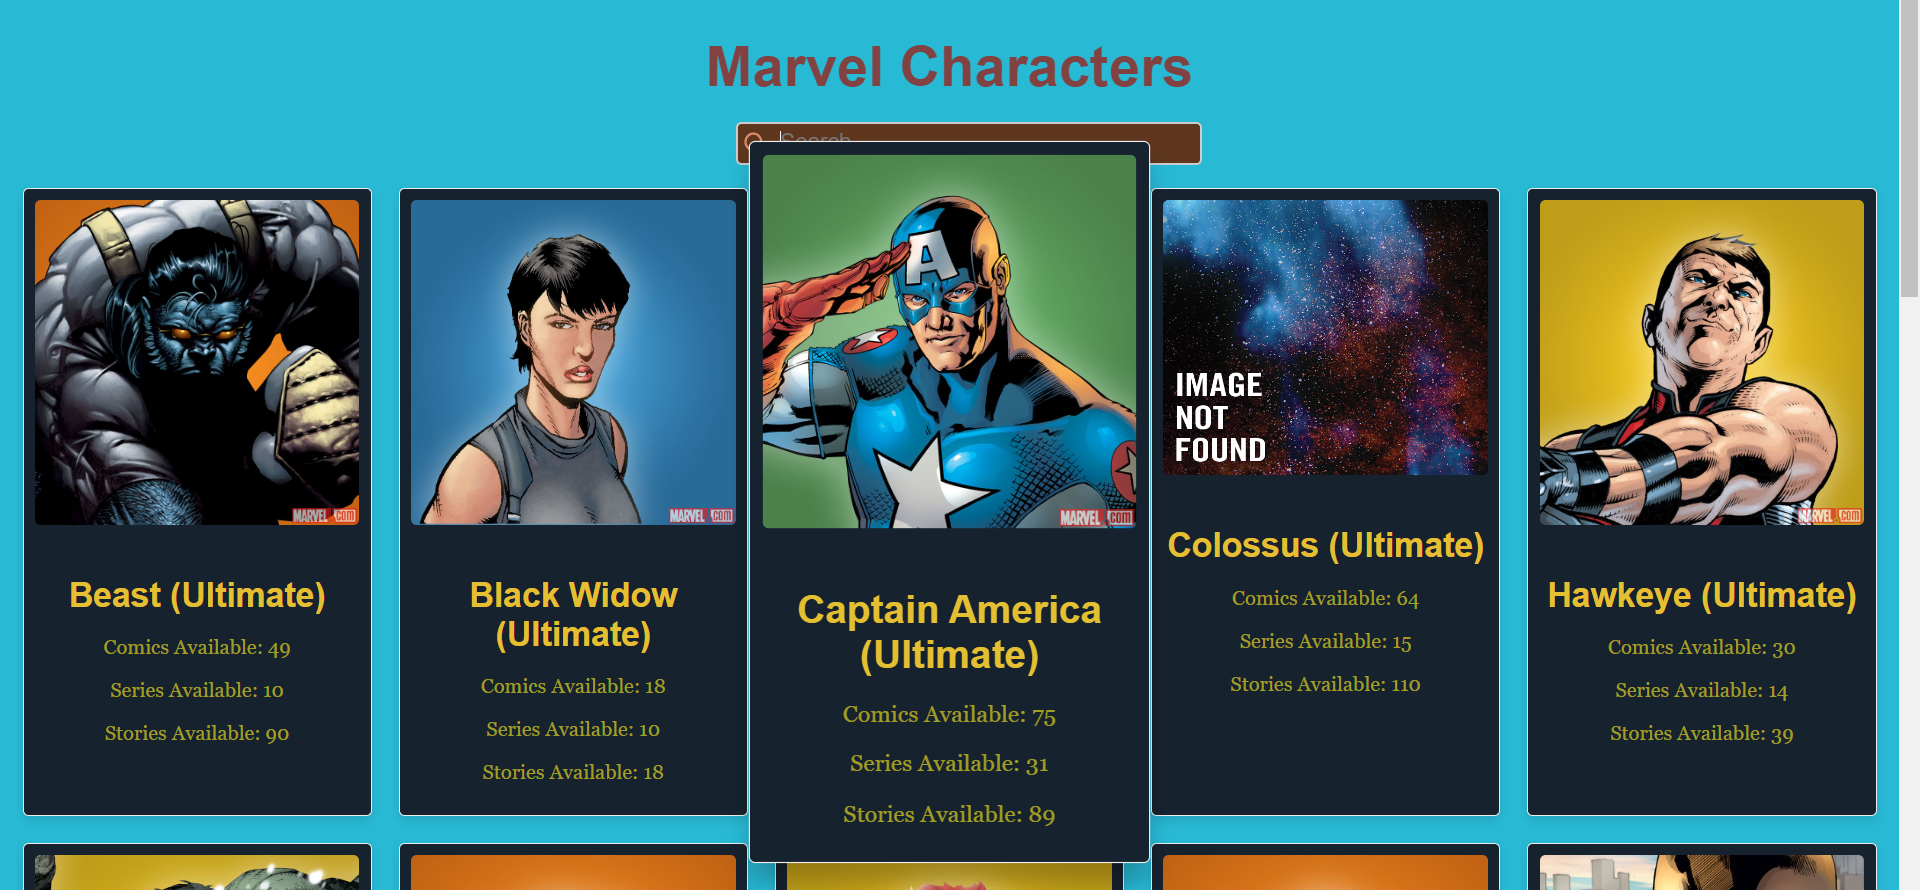 Marvel Characters
Search
MARVEL .COM
Beast (Ultimate)
Comics Available: 49
Series Available: 10
Stories Available: 90
MARVEL .COM
Black Widow
(Ultimate)
Comics Available: 18
Series Available: 10
Stories Available: 18
A
MARVEL .COM
Captain America
(Ultimate)
Comics Available: 75
Series Available: 31
Stories Available: 89
IMAGE
NOT
FOUND
Colossus (Ultimate)
Comics Available: 64
Series Available: 15
Stories Available: 110
MARVEL .COM
Hawkeye (Ultimate)
Comics Available: 30
Series Available: 14
Stories Available: 39